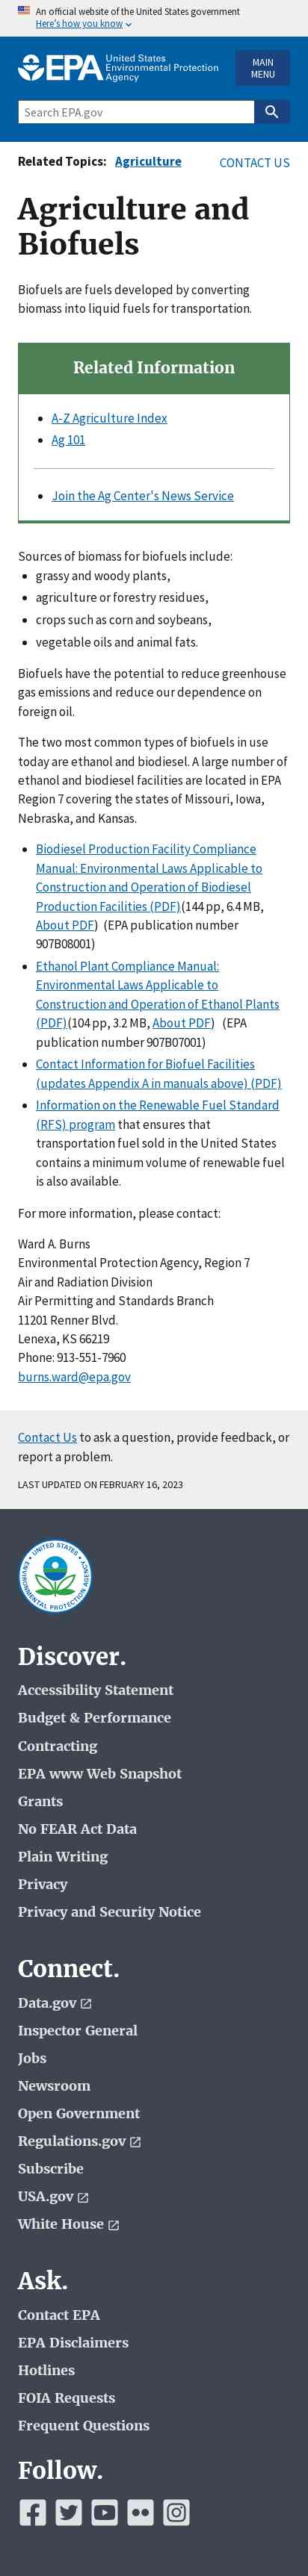 An official website of the United States government
Here's how you know
EPA
United States
Environmental Protection
Agency
MAIN
MENU
Search EPA.gov
Related Topics: Agriculture
CONTACT US
Agriculture and
Biofuels
Biofuels are fuels developed by converting
biomass into liquid fuels for transportation.
Related Information
A-Z Agriculture Index
Ag 101
Join the Ag Center's News Service
Sources of biomass for biofuels include:
grassy and woody plants,
agriculture or forestry residues,
crops such as corn and soybeans,
vegetable oils and animal fats.
Biofuels have the potential to reduce greenhouse
gas emissions and reduce our dependence on
foreign oil.
The two most common types of biofuels in use
today are ethanol and biodiesel. A large number of
ethanol and biodiesel facilities are located in EPA
Region 7 covering the states of Missouri, Iowa,
Nebraska, and Kansas.
Biodiesel Production Facility Compliance
Manual: Environmental Laws Applicable to
Construction and Operation of Biodiesel
Production Facilities (PDF)(144 pp, 6.4 MB,
About PDF) (EPA publication number
907B08001)
Ethanol Plant Compliance Manual:
Environmental Laws Applicable to
Construction and Operation of Ethanol Plants
(PDF)(104 pp, 3.2 MB, About PDF) (EPA
publication number 907B07001)
Contact Information for Biofuel Facilities
(updates Appendix A in manuals above) (PDF)
Information on the Renewable Fuel Standard
(RFS) program that ensures that
transportation fuel sold in the United States
contains a minimum volume of renewable fuel
is also available.
For more information, please contact:
Ward A. Burns
Environmental Protection Agency, Region 7
Air and Radiation Division
Air Permitting and Standards Branch
11201 Renner Blvd.
Lenexa, KS 66219
Phone: 913-551-7960
burns.ward@epa.gov
Contact Us to ask a question, provide feedback, or
report a problem.
LAST UPDATED ON FEBRUARY 16, 2023
UNITED STATES
ENVIRONMENTAL PROTECTION AGENCY
Discover.
Accessibility Statement
Budget & Performance
Contracting
EPA www Web Snapshot
Grants
No FEAR Act Data
Plain Writing
Privacy
Privacy and Security Notice
Connect.
Data.gov
Inspector General
Jobs
Newsroom
Open Government
Regulations.gov
Subscribe
USA.gov
White House
Ask.
Contact EPA
EPA Disclaimers
Hotlines
FOIA Requests
Frequent Questions
Follow.